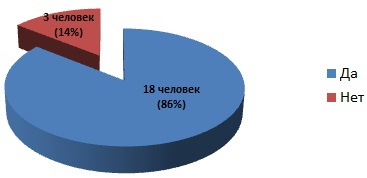 3 человек
(14%)
18 человек
(86%)
Да
Нет